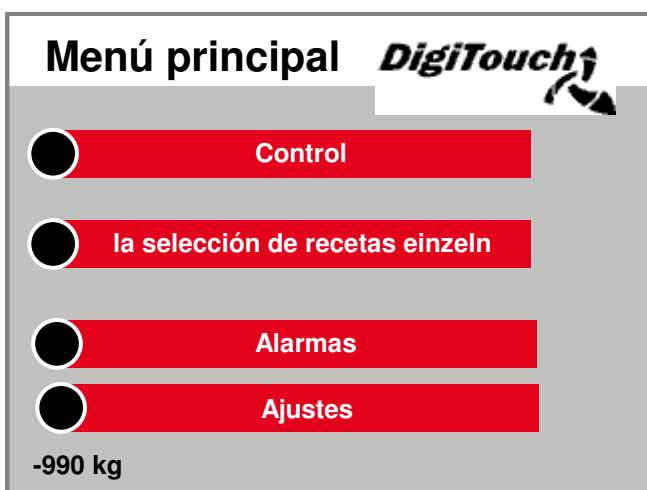 Menú principal
DigiTouch
Control
la selección de recetas einzeln
Alarmas
Ajustes
-990 kg